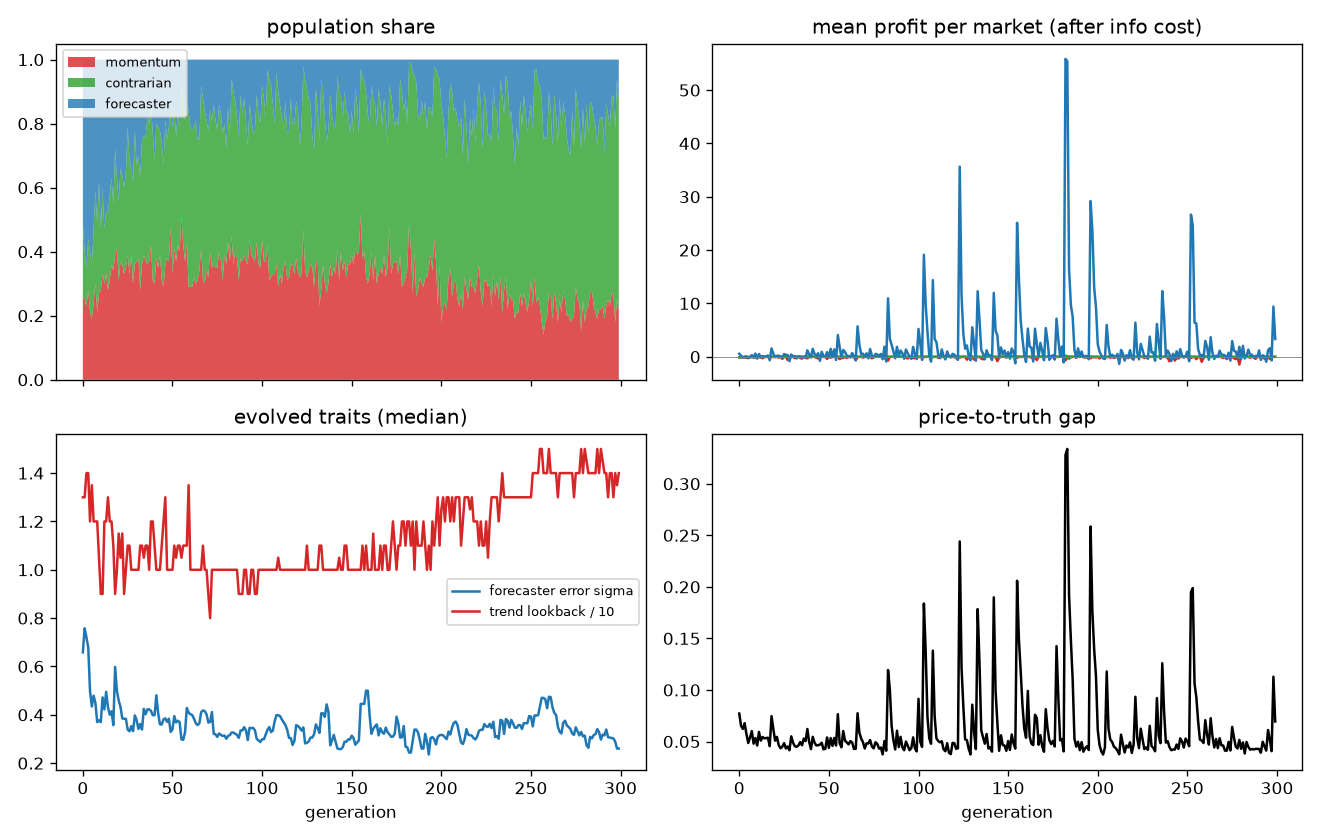 population share
1.0
0.8
0.6
0.4
0.2
0.0
momentum
contrarian
forecaster
mean profit per market (after info cost)
50
40
30
20
10
0
evolved traits (median)
1.4
1.2
1.0
0.8
0.6
0.4
0.2
forecaster error sigma
trend lookback / 10
0 50 100 150 200 250 300
generation
price-to-truth gap
0.30
0.25
0.20
0.15
0.10
0.05
0 50 100 150 200 250 300
generation